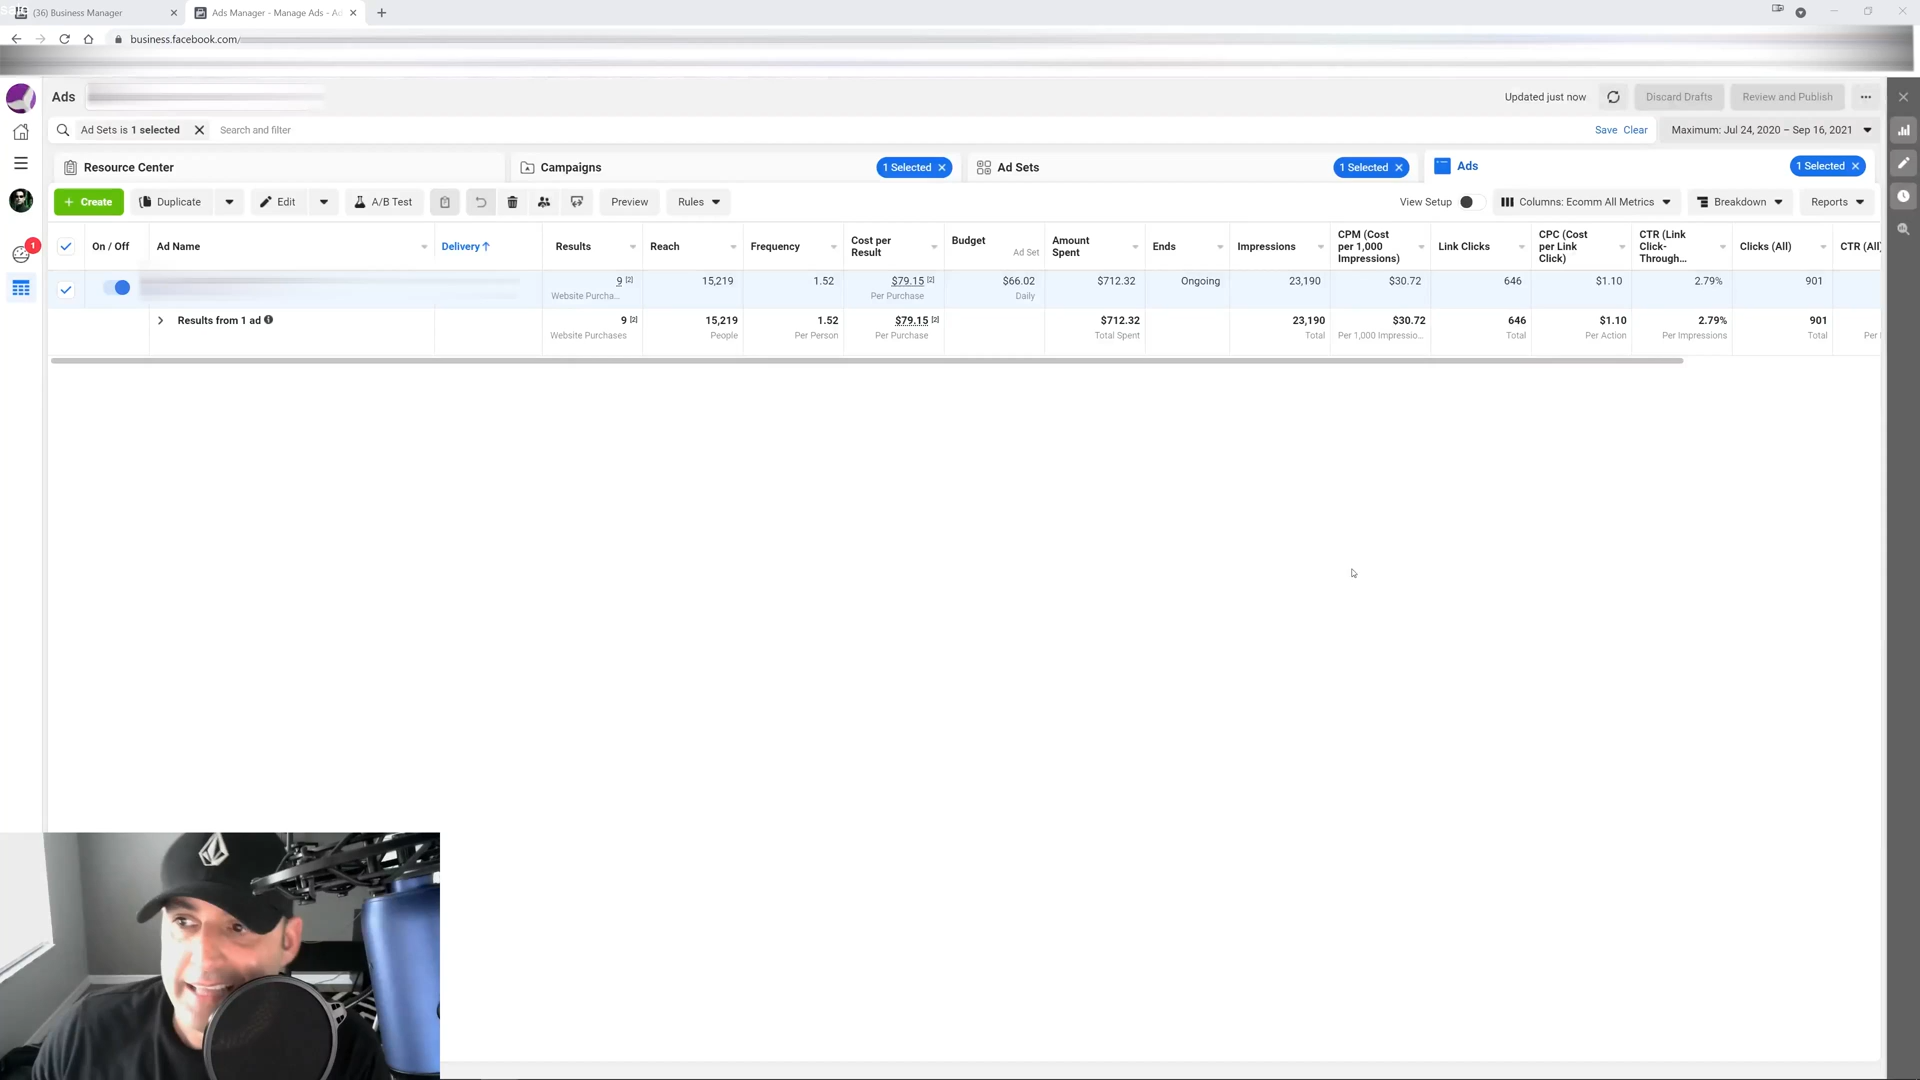 (36) Business Manager
Ads Manager - Manage Ads - Ad
business.facebook.com/
Ads
Updated just now
Discard Drafts
Review and Publish
Ad Sets is 1 selected
Search and filter
Save Clear
Maximum: Jul 24, 2020 – Sep 16, 2021
Resource Center
Campaigns
1 Selected
Ad Sets
1 Selected
Ads
1 Selected
+ Create
Duplicate
Edit
A/B Test
Preview
Rules
View Setup
Columns: Ecomm All Metrics
Breakdown
Reports
1
On / Off
Ad Name
Delivery ↑
Results
Reach
Frequency
Cost per Result
Budget
Ad Set
Amount Spent
Ends
Impressions
CPM (Cost per 1,000 Impressions)
Link Clicks
CPC (Cost per Link Click)
CTR (Link Click-Through...
Clicks (All)
CTR (All)
9 [2]
Website Purcha...
15,219
1.52
$79.15 [2]
Per Purchase
$66.02
Daily
$712.32
Ongoing
23,190
$30.72
646
$1.10
2.79%
901
Results from 1 ad
9 [2]
Website Purchases
15,219
People
1.52
Per Person
$79.15 [2]
Per Purchase
$712.32
Total Spent
23,190
Total
$30.72
Per 1,000 Impressio...
646
Total
$1.10
Per Action
2.79%
Per Impressions
901
Total
Per